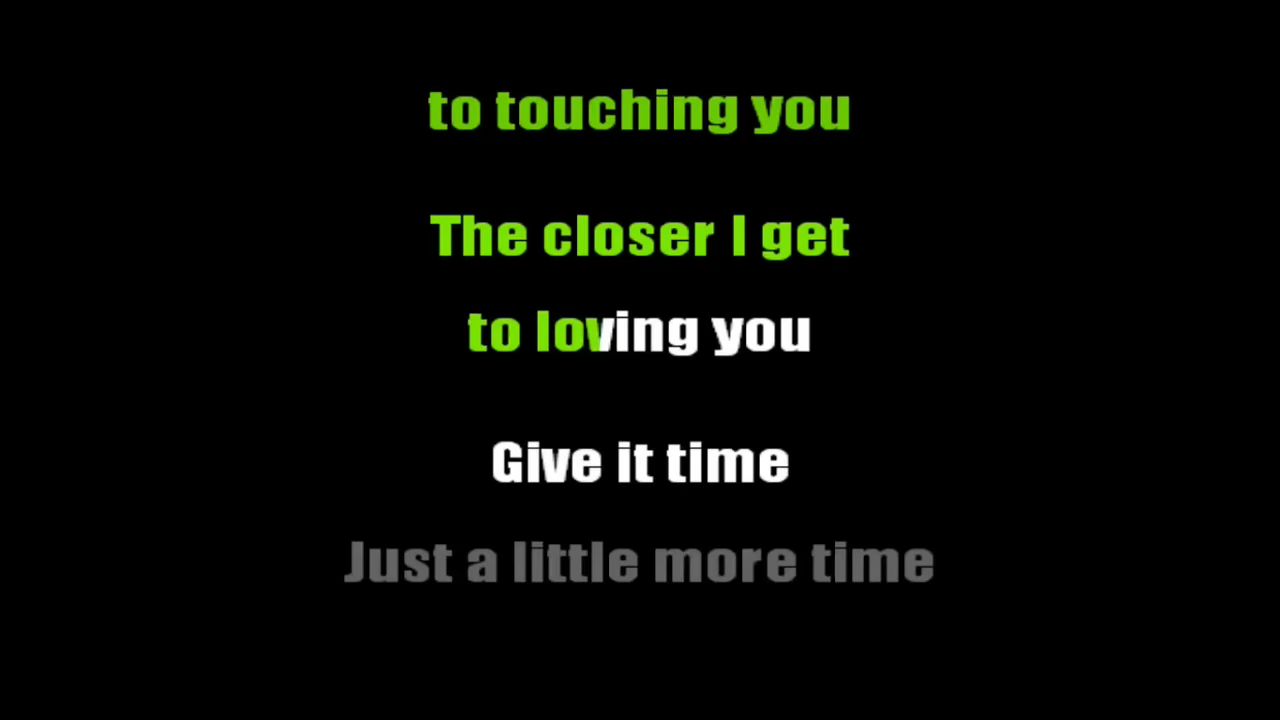 to touching you
The closer I get
to loving you
Give it time
Just a little more time